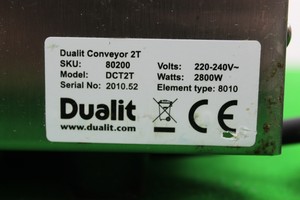 Dualit Conveyor 2T
SKU: 80200
Model: DCT2T
Serial No: 2010.52
Volts: 220-240V~
Watts: 2800W
Element type: 8010
Dualit
www.dualit.com
CE